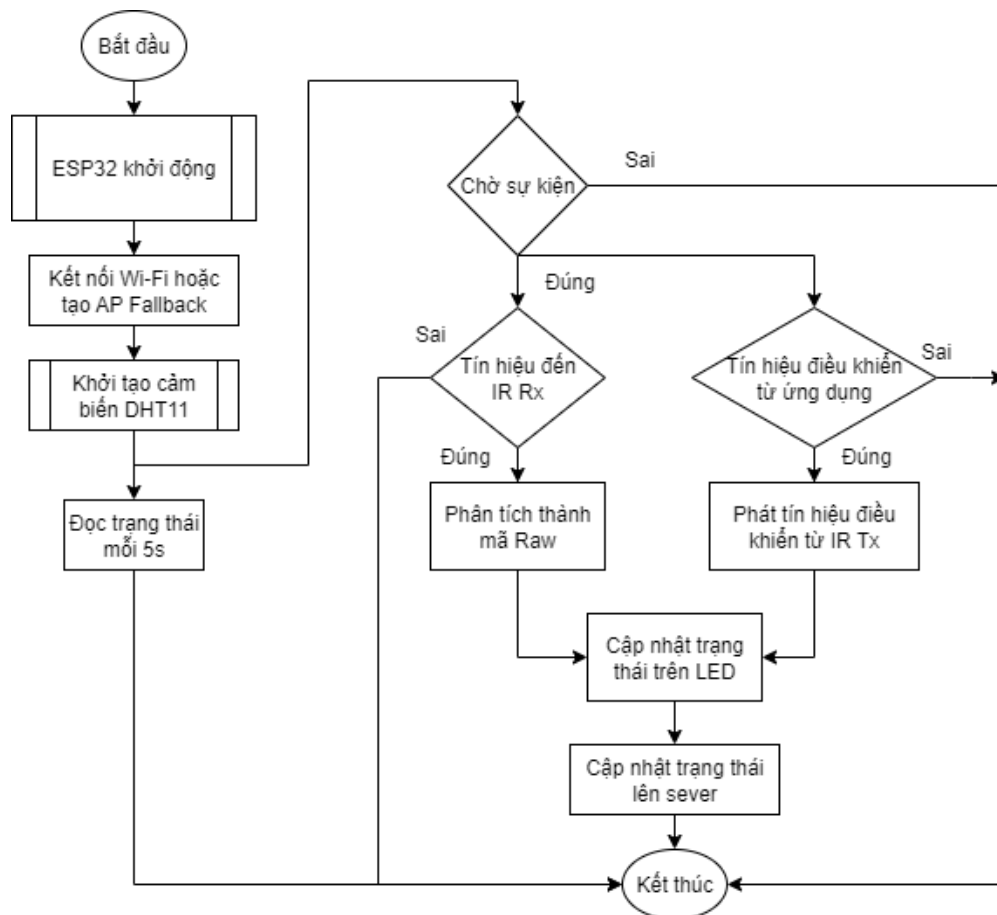 Bắt đầu
ESP32 khởi động
Kết nối Wi-Fi hoặc
tạo AP Fallback
Khởi tạo cảm
biến DHT11
Đọc trạng thái
mỗi 5s
Chờ sự kiện
Sai
Đúng
Sai
Tín hiệu đến
IR Rx
Đúng
Phân tích thành
mã Raw
Tín hiệu điều khiển
từ ứng dụng
Sai
Đúng
Phát tín hiệu điều
khiển từ IR Tx
Cập nhật trạng
thái trên LED
Cập nhật trạng thái
lên sever
Kết thúc